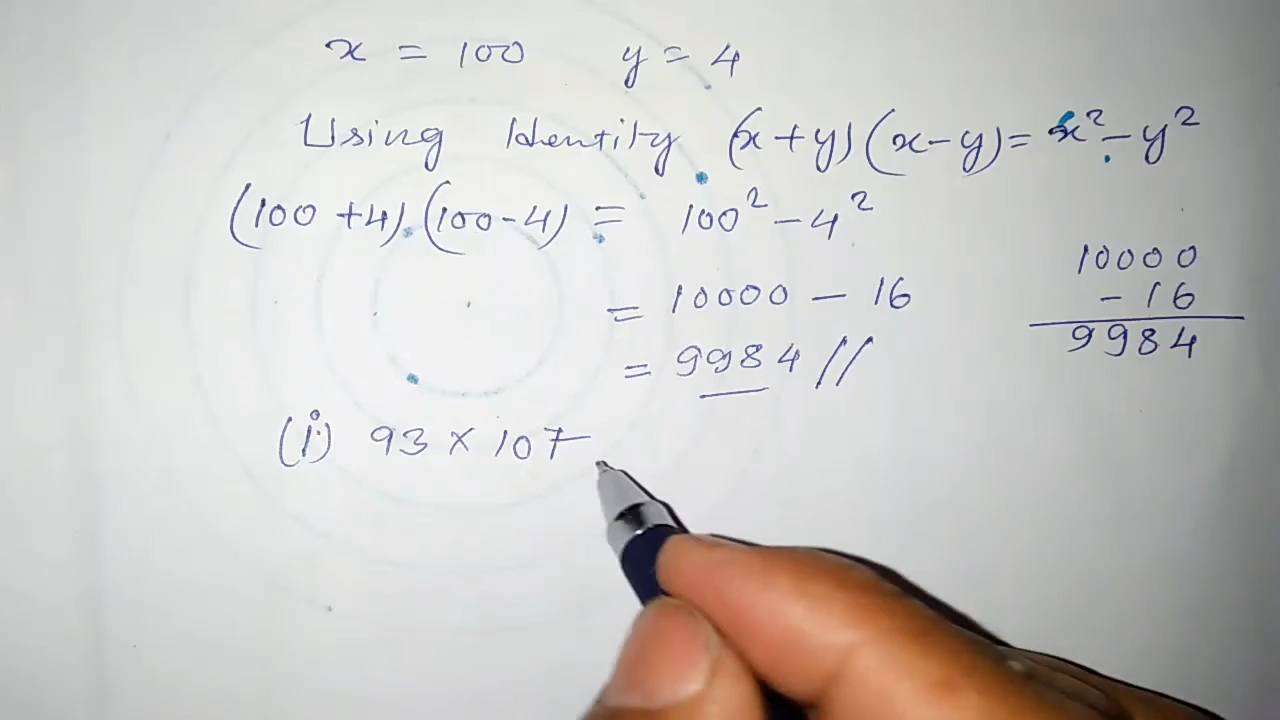 x = 100 y = 4
Using Identity (x+y)(x-y)= x²-y²
(100 +4).(100-4) = 100² - 4²
= 10000 - 16
= 9984 //
10000
- 16
9984
(i) 93 × 107